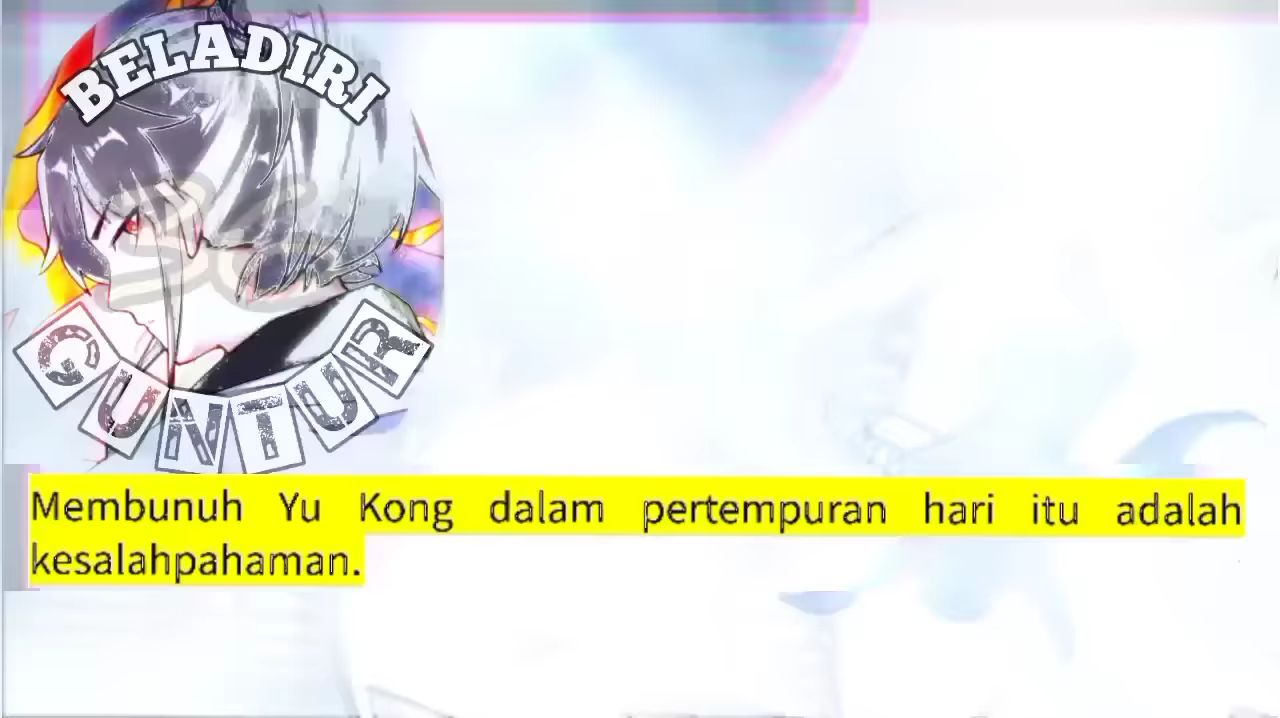 BELADIRI
GUNTUR
Membunuh Yu Kong dalam pertempuran hari itu adalah
kesalahpahaman.